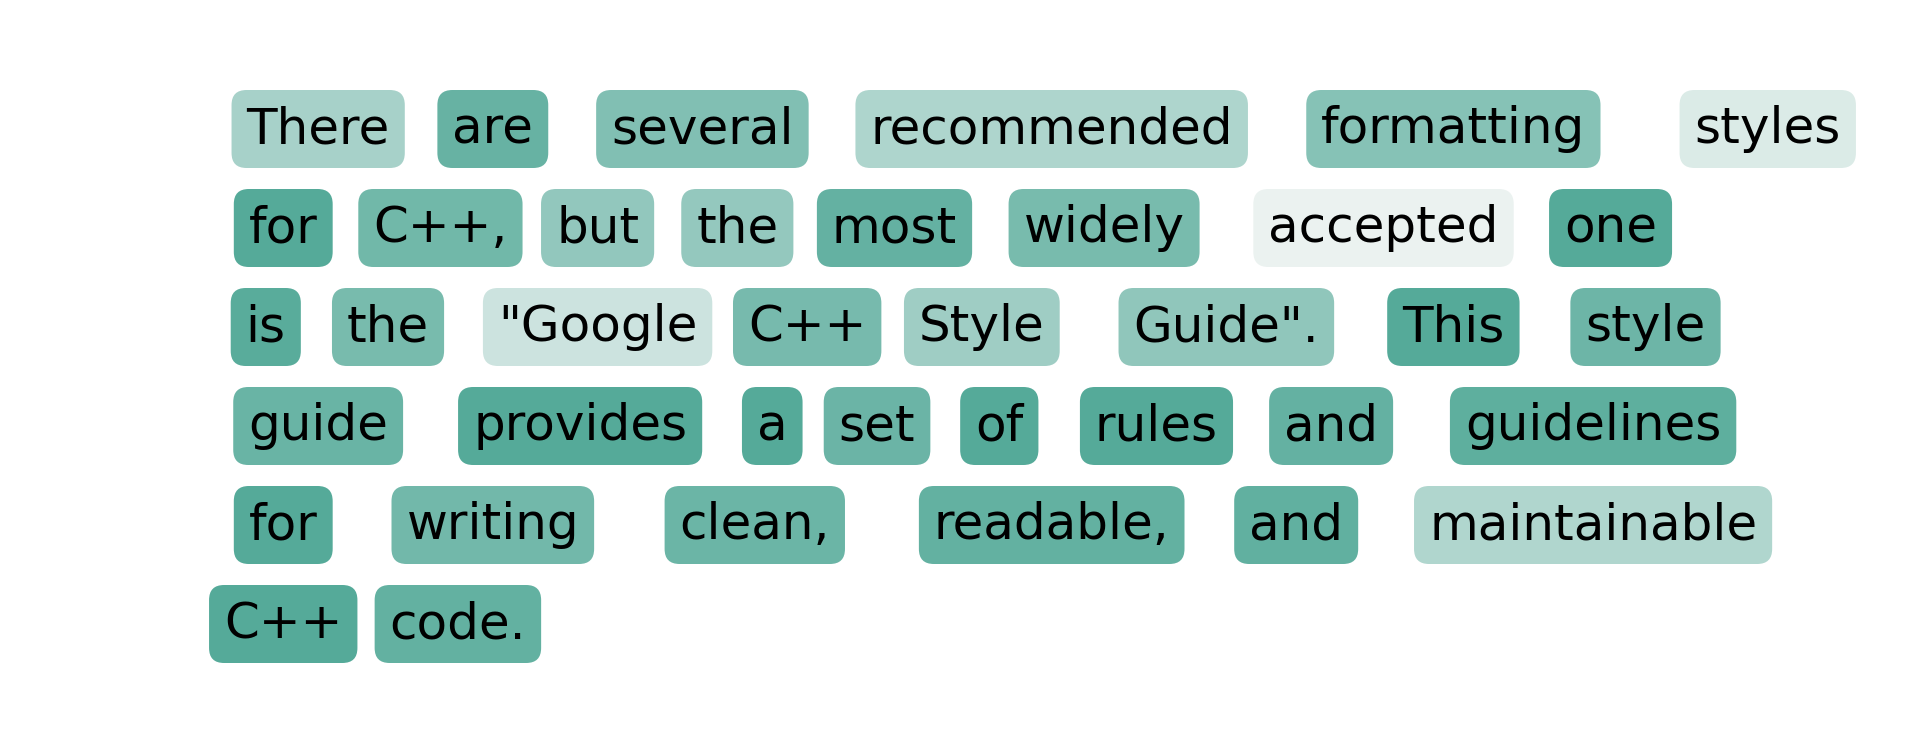 There are several recommended formatting styles
for C++, but the most widely accepted one
is the "Google C++ Style Guide". This style
guide provides a set of rules and guidelines
for writing clean, readable, and maintainable
C++ code.